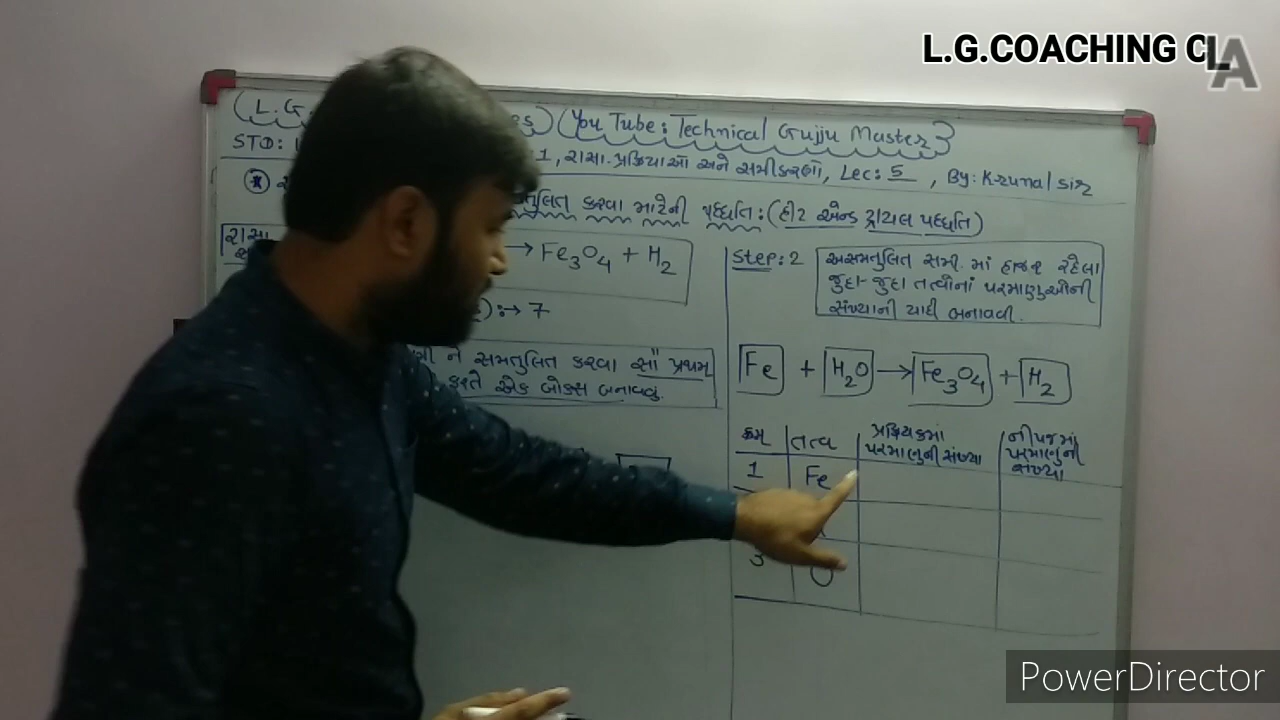 L.G.COACHING CL
A
(L.G (You Tube: Technical Gujju Master)
STD: 1, રાસા. પ્રક્રિયાઓ અને સમીકરણો, Lec: 5, By: Krunal Sir
તુલિત કરવા માટેની પદ્ધતિ: (હીટ એન્ડ ટ્રાયલ પદ્ધતિ)
રાસા → Fe3O4 + H2
:→ 7
ને સમતુલિત કરવા સૌ પ્રથમ
ફરતે એક બોક્સ બનાવવું.
Step: 2
અસમતુલિત સમી. માં હાજર રહેલા
જુદા-જુદા તત્વોનાં પરમાણુઓની
સંખ્યાની યાદી બનાવવી.
Fe + H2O → Fe3O4 + H2
ક્રમ તત્વ પ્રક્રિયકમાં પરમાણુની સંખ્યા નીપજમાં પરમાણુની સંખ્યા
1 Fe
3 O
PowerDirector